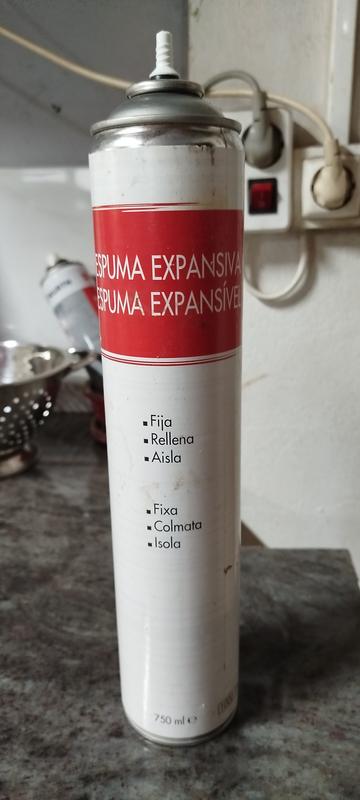 ESPUMA EXPANSIVA
ESPUMA EXPANSÍVEL
▪ Fija
▪ Rellena
▪ Aisla
▪ Fixa
▪ Colmata
▪ Isola
750 ml ℮